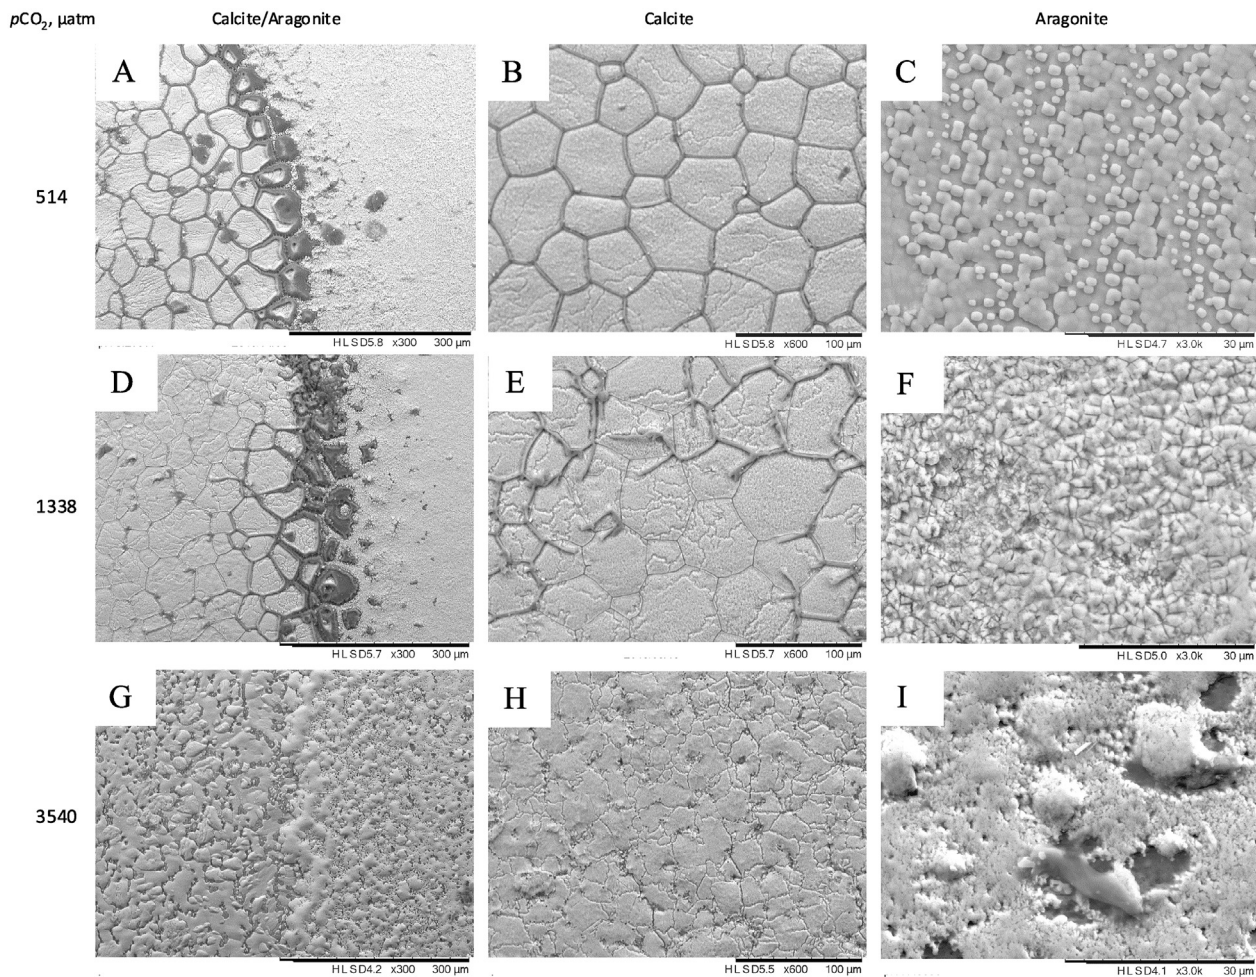 pCO2, µatm Calcite/Aragonite Calcite Aragonite
A B C
514
HLSD5.8 x300 300 µm HLSD5.8 x600 100 µm HLSD4.7 x3.0k 30 µm
D E F
1338
HLSD5.7 x300 300 µm HLSD5.7 x600 100 µm HLSD5.0 x3.0k 30 µm
G H I
3540
HLSD4.2 x300 300 µm HLSD5.5 x600 100 µm HLSD4.1 x3.0k 30 µm